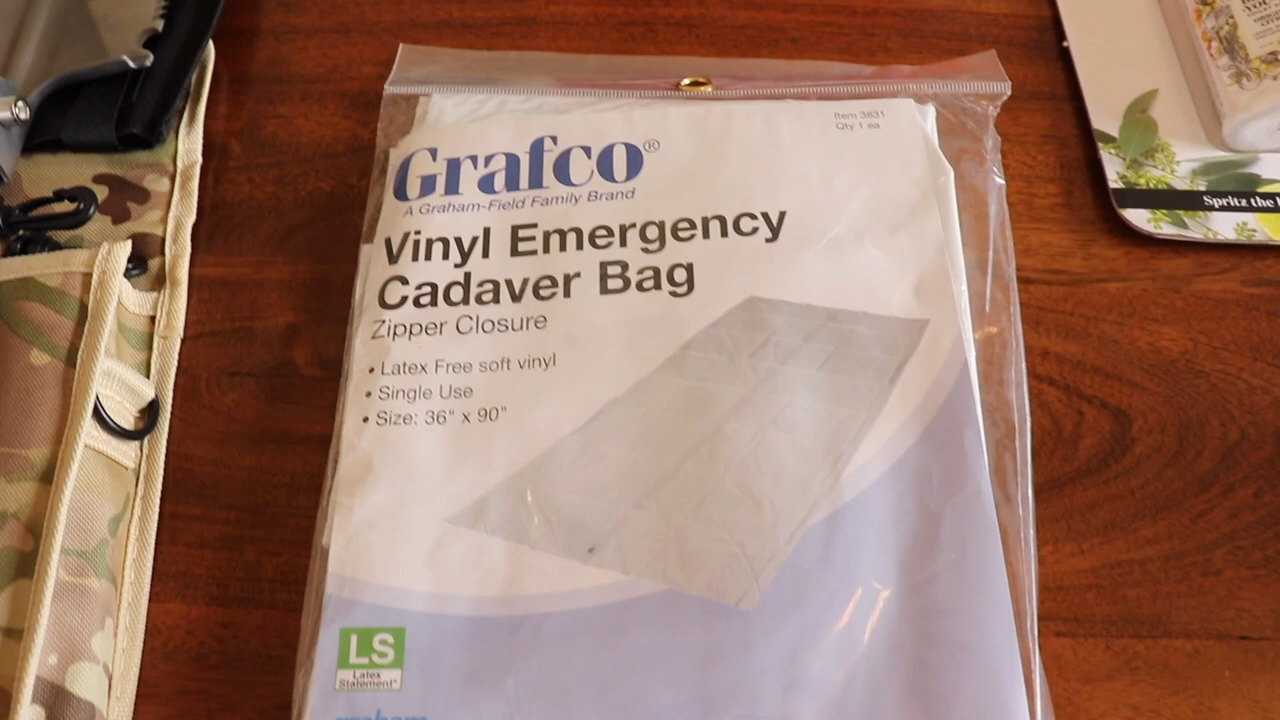 Item 3831
Qty 1 ea
Grafco®
A Graham-Field Family Brand
Vinyl Emergency
Cadaver Bag
Zipper Closure
• Latex Free soft vinyl
• Single Use
• Size: 36" x 90"
LS
Latex
Statement*
graham
Spritz the